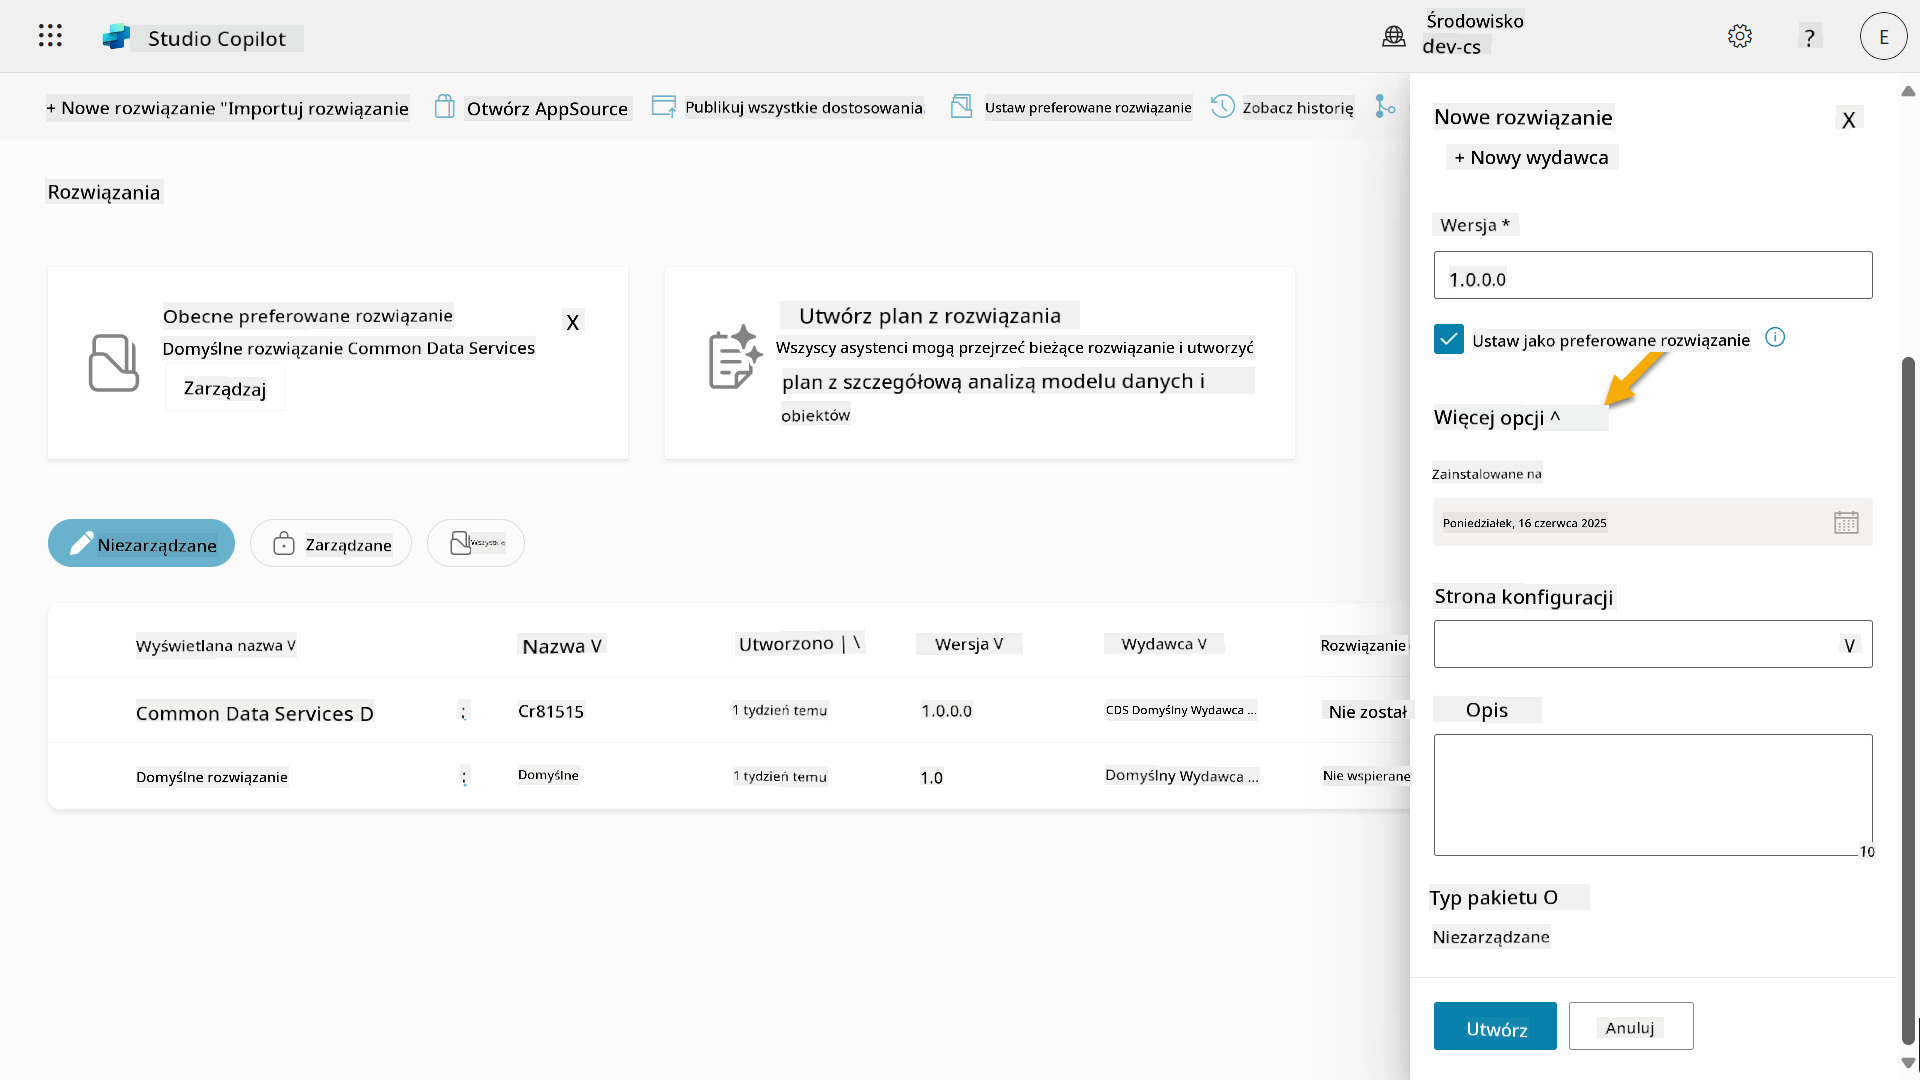 Studio Copilot
Środowisko
dev-cs
?
E
+ Nowe rozwiązanie "Importuj rozwiązanie
Otwórz AppSource
Publikuj wszystkie dostosowania
Ustaw preferowane rozwiązanie
Zobacz historię
Rozwiązania
Obecne preferowane rozwiązanie
X
Domyślne rozwiązanie Common Data Services
Zarządzaj
Utwórz plan z rozwiązania
Wszyscy asystenci mogą przejrzeć bieżące rozwiązanie i utworzyć
plan z szczegółową analizą modelu danych i
obiektów
Niezarządzane
Zarządzane
Wszystkie
Wyświetlana nazwa V
Nazwa V
Utworzono | \
Wersja V
Wydawca V
Rozwiązanie
Common Data Services D
:
Cr81515
1 tydzień temu
1.0.0.0
CDS Domyślny Wydawca ...
Nie został
Domyślne rozwiązanie
:
Domyślne
1 tydzień temu
1.0
Domyślny Wydawca ...
Nie wspierane
Nowe rozwiązanie
X
+ Nowy wydawca
Wersja *
1.0.0.0
Ustaw jako preferowane rozwiązanie
Więcej opcji ^
Zainstalowane na
Poniedziałek, 16 czerwca 2025
Strona konfiguracji
V
Opis
10
Typ pakietu O
Niezarządzane
Utwórz
Anuluj